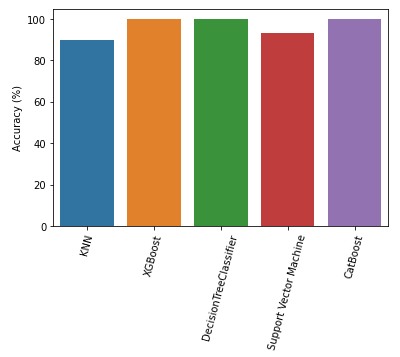 Accuracy (%)
100
80
60
40
20
0
KNN
XGBoost
DecisionTreeClassifier
Support Vector Machine
CatBoost